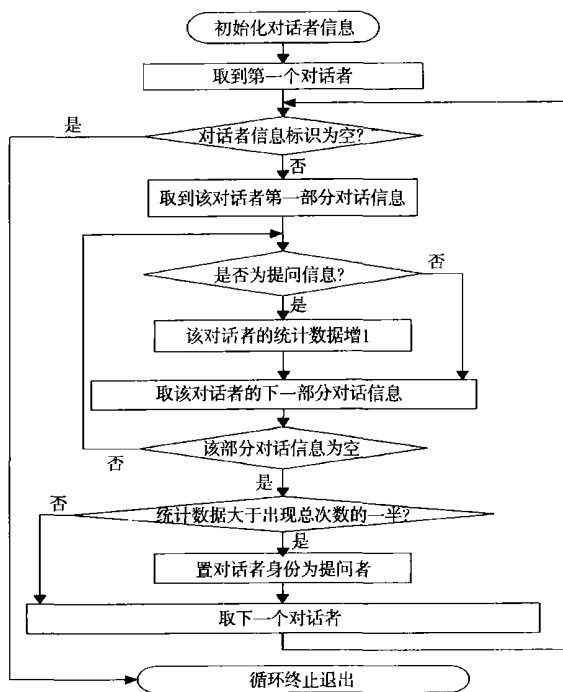 初始化对话者信息
取到第一个对话者
是
对话者信息标识为空?
否
取到该对话者第一部分对话信息
是否为提问信息?
否
是
该对话者的统计数据增1
取该对话者的下一部分对话信息
该部分对话信息为空
否
是
否
统计数据大于出现总次数的一半?
是
置对话者身份为提问者
取下一个对话者
循环终止退出